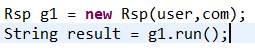 Rsp g1 = new Rsp(user,com);
String result = g1.run();